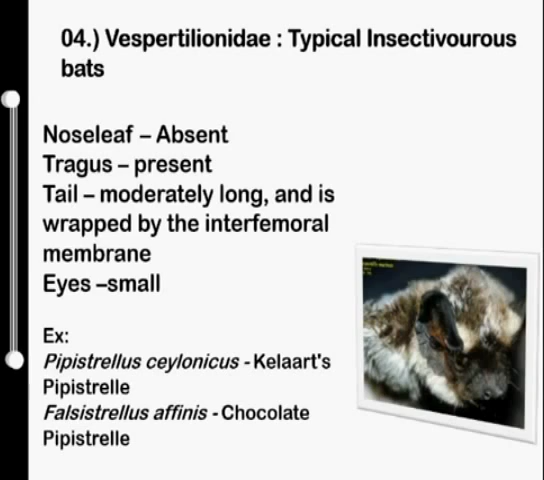 04.) Vespertilionidae : Typical Insectivourous
bats
Noseleaf – Absent
Tragus – present
Tail – moderately long, and is
wrapped by the interfemoral
membrane
Eyes –small
Ex:
Pipistrellus ceylonicus - Kelaart's
Pipistrelle
Falsistrellus affinis - Chocolate
Pipistrelle